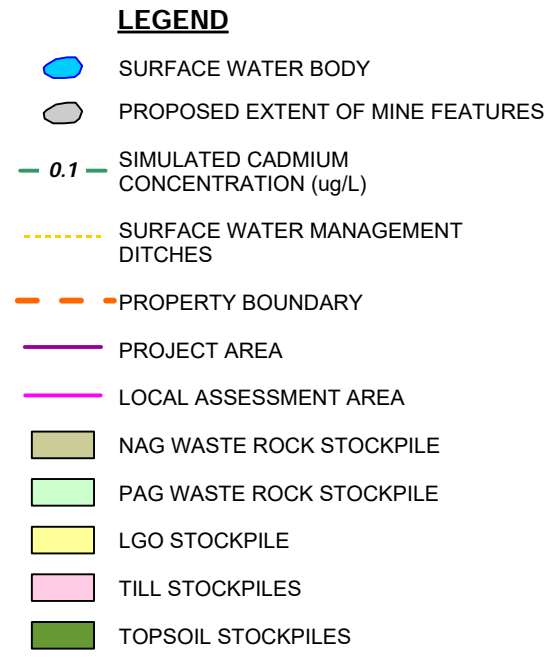 LEGEND
SURFACE WATER BODY
PROPOSED EXTENT OF MINE FEATURES
0.1 SIMULATED CADMIUM
CONCENTRATION (ug/L)
SURFACE WATER MANAGEMENT
DITCHES
PROPERTY BOUNDARY
PROJECT AREA
LOCAL ASSESSMENT AREA
NAG WASTE ROCK STOCKPILE
PAG WASTE ROCK STOCKPILE
LGO STOCKPILE
TILL STOCKPILES
TOPSOIL STOCKPILES